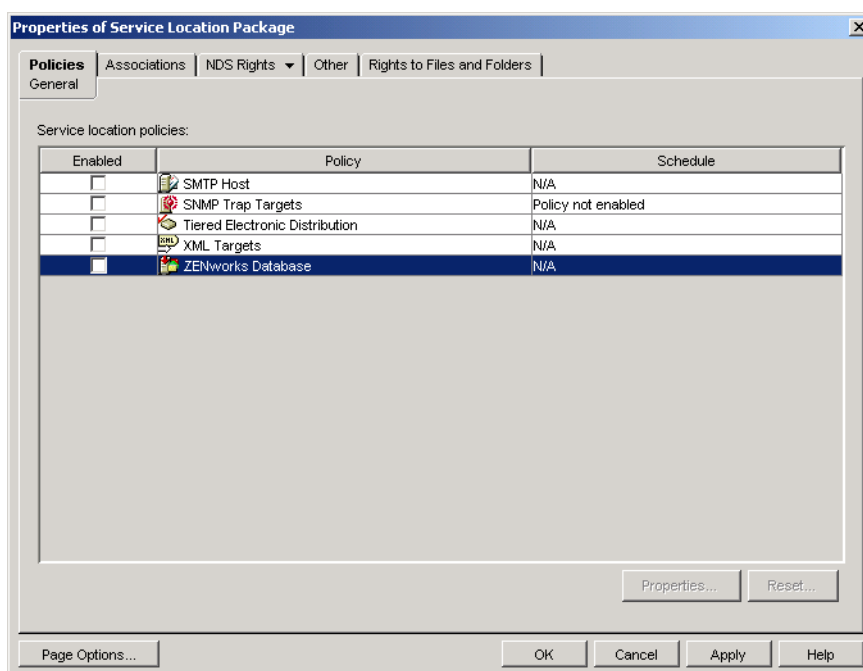 Properties of Service Location Package
Policies Associations NDS Rights Other Rights to Files and Folders
General
Service location policies:
Enabled Policy Schedule
SMTP Host N/A
SNMP Trap Targets Policy not enabled
Tiered Electronic Distribution N/A
XML XML Targets N/A
ZENworks Database N/A
Properties... Reset...
Page Options... OK Cancel Apply Help